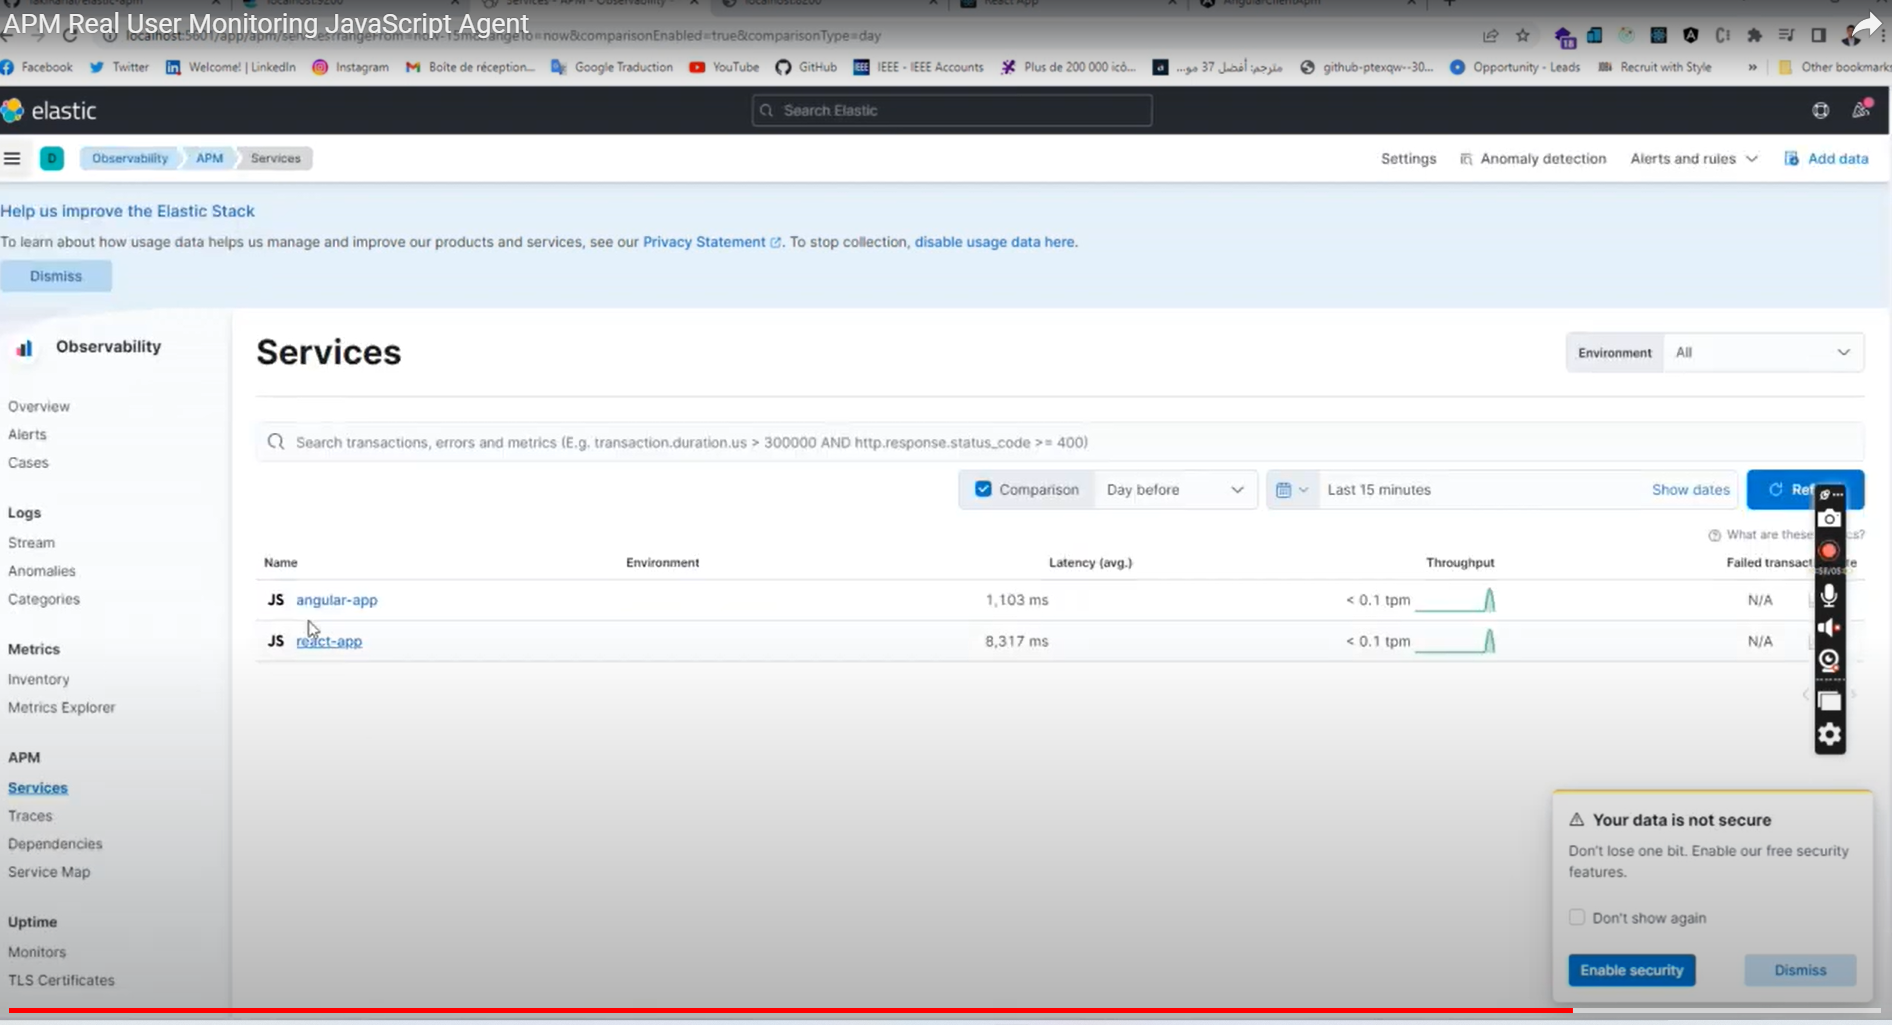 APM Real User Monitoring JavaScript Agent
localhost:5601/app/apm/services?rangeFrom=now-15m&rangeTo=now&comparisonEnabled=true&comparisonType=day
Facebook Twitter Welcome! | LinkedIn Instagram Boîte de réception... Google Traduction YouTube GitHub IEEE - IEEE Accounts Plus de 200 000 icô... مترجم: أفضل 37 مو... github-ptexqw--30... Opportunity - Leads Recruit with Style » Other bookmarks
elastic
Search Elastic
D Observability APM Services
Settings Anomaly detection Alerts and rules Add data
Help us improve the Elastic Stack
To learn about how usage data helps us manage and improve our products and services, see our Privacy Statement. To stop collection, disable usage data here.
Dismiss
Observability
Overview
Alerts
Cases
Logs
Stream
Anomalies
Categories
Metrics
Inventory
Metrics Explorer
APM
Services
Traces
Dependencies
Service Map
Uptime
Monitors
TLS Certificates
Services
Environment All
Search transactions, errors and metrics (E.g. transaction.duration.us > 300000 AND http.response.status_code >= 400)
Comparison Day before Last 15 minutes Show dates Ref
What are these cs?
Name Environment Latency (avg.) Throughput Failed transac e
JS angular-app 1,103 ms < 0.1 tpm N/A
JS react-app 8,317 ms < 0.1 tpm N/A
Your data is not secure
Don't lose one bit. Enable our free security
features.
Don't show again
Enable security Dismiss